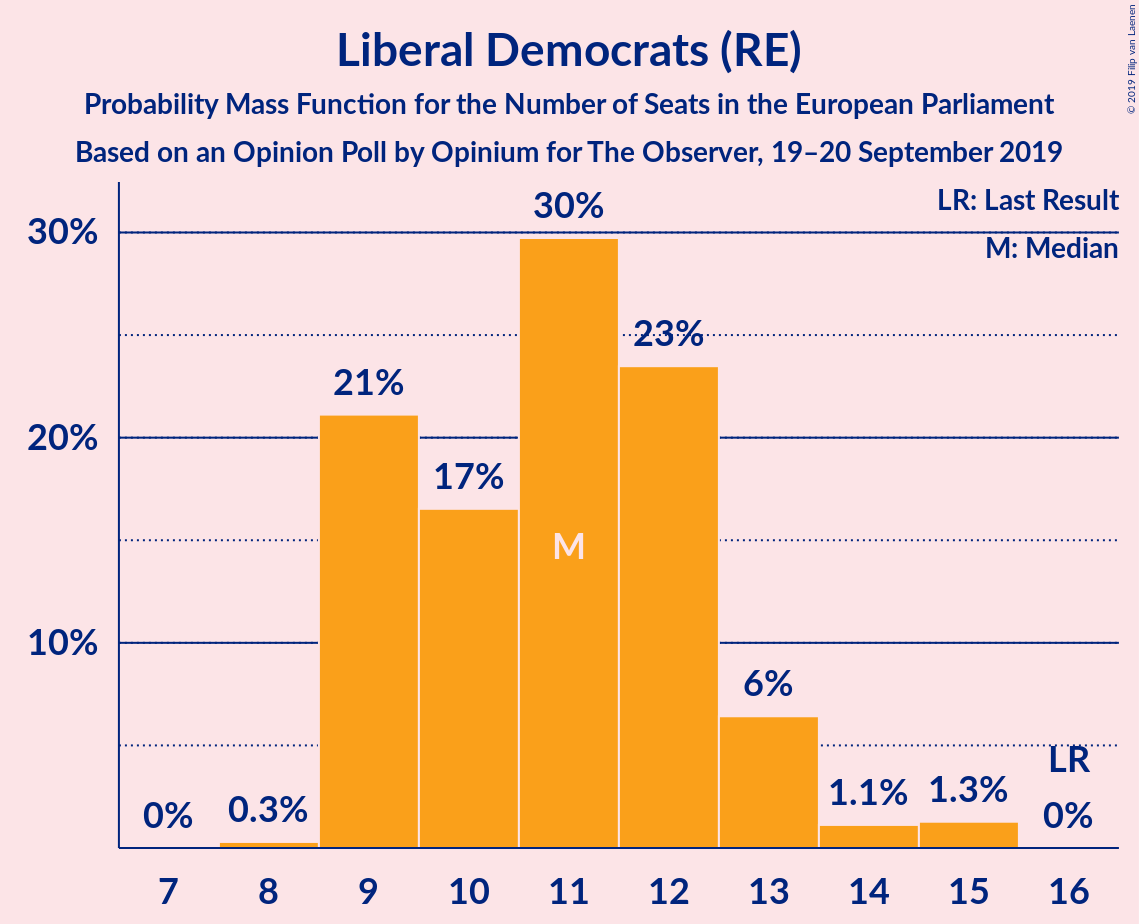 © 2019 Filip van Laenen
Liberal Democrats (RE)
Probability Mass Function for the Number of Seats in the European Parliament
Based on an Opinion Poll by Opinium for The Observer, 19–20 September 2019
LR: Last Result
M: Median
30%
20%
10%
0%
0.3%
21%
17%
30%
M
23%
6%
1.1%
1.3%
LR
0%
7 8 9 10 11 12 13 14 15 16